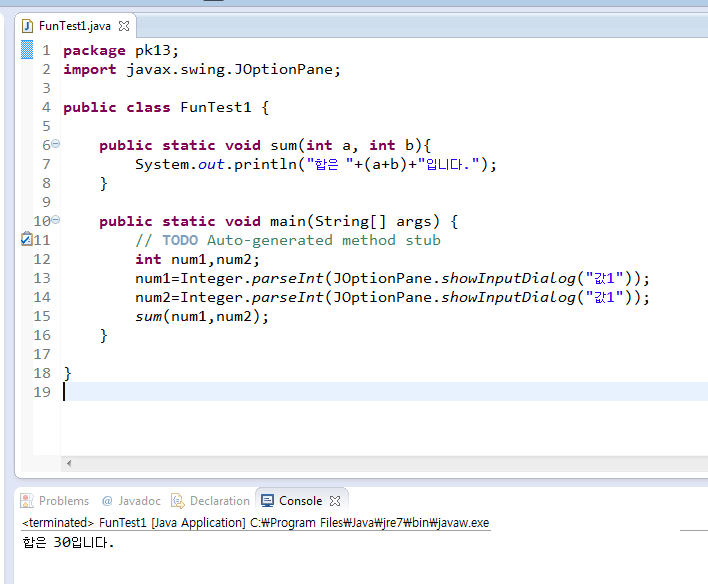 FunTest1.java
1 package pk13;
2 import javax.swing.JOptionPane;
3
4 public class FunTest1 {
5
6 public static void sum(int a, int b){
7 System.out.println("합은 "+(a+b)+"입니다.");
8 }
9
10 public static void main(String[] args) {
11 // TODO Auto-generated method stub
12 int num1,num2;
13 num1=Integer.parseInt(JOptionPane.showInputDialog("값1"));
14 num2=Integer.parseInt(JOptionPane.showInputDialog("값1"));
15 sum(num1,num2);
16 }
17
18 }
19
Problems @ Javadoc Declaration Console
<terminated> FunTest1 [Java Application] C:₩Program Files₩Java₩jre7₩bin₩javaw.exe
합은 30입니다.